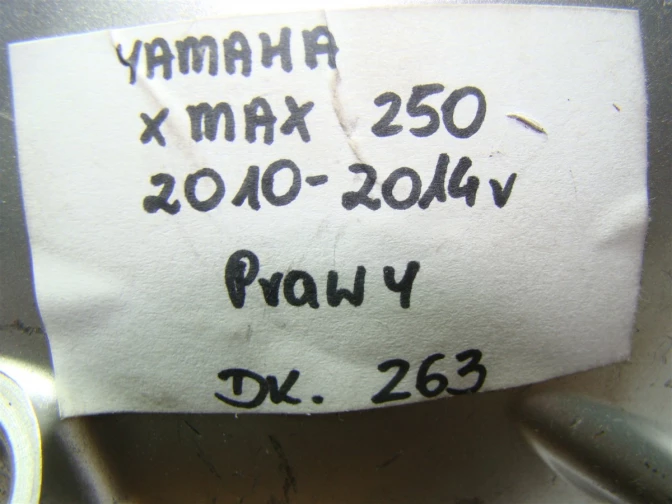 YAMAHA
X MAX 250
2010-2014r
Prawy
DK. 263